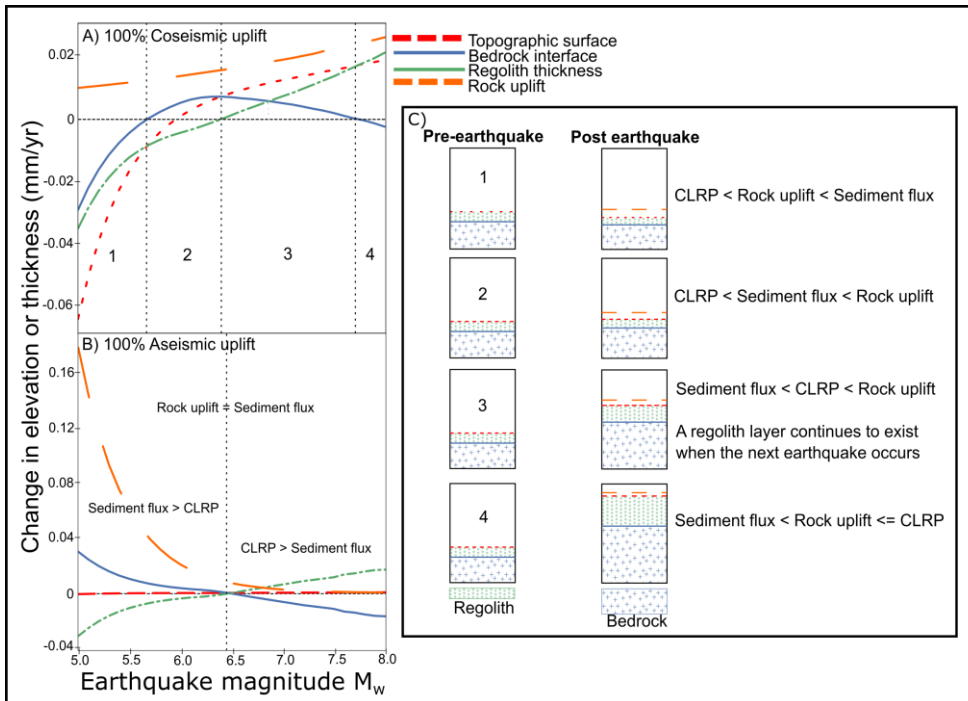 A) 100% Coseismic uplift
0.02
0
-0.02
-0.04
-0.06
1
2
3
4
Topographic surface
Bedrock interface
Regolith thickness
Rock uplift
Change in elevation or thickness (mm/yr)
B) 100% Aseismic uplift
0.16
0.12
0.08
0.04
0
-0.04
Rock uplift = Sediment flux
Sediment flux > CLRP
CLRP > Sediment flux
5.0
5.5
6.0
6.5
7.0
7.5
8.0
Earthquake magnitude Mw
C)
Pre-earthquake
Post earthquake
1
CLRP < Rock uplift < Sediment flux
2
CLRP < Sediment flux < Rock uplift
3
Sediment flux < CLRP < Rock uplift
A regolith layer continues to exist
when the next earthquake occurs
4
Sediment flux < Rock uplift <= CLRP
Regolith
Bedrock